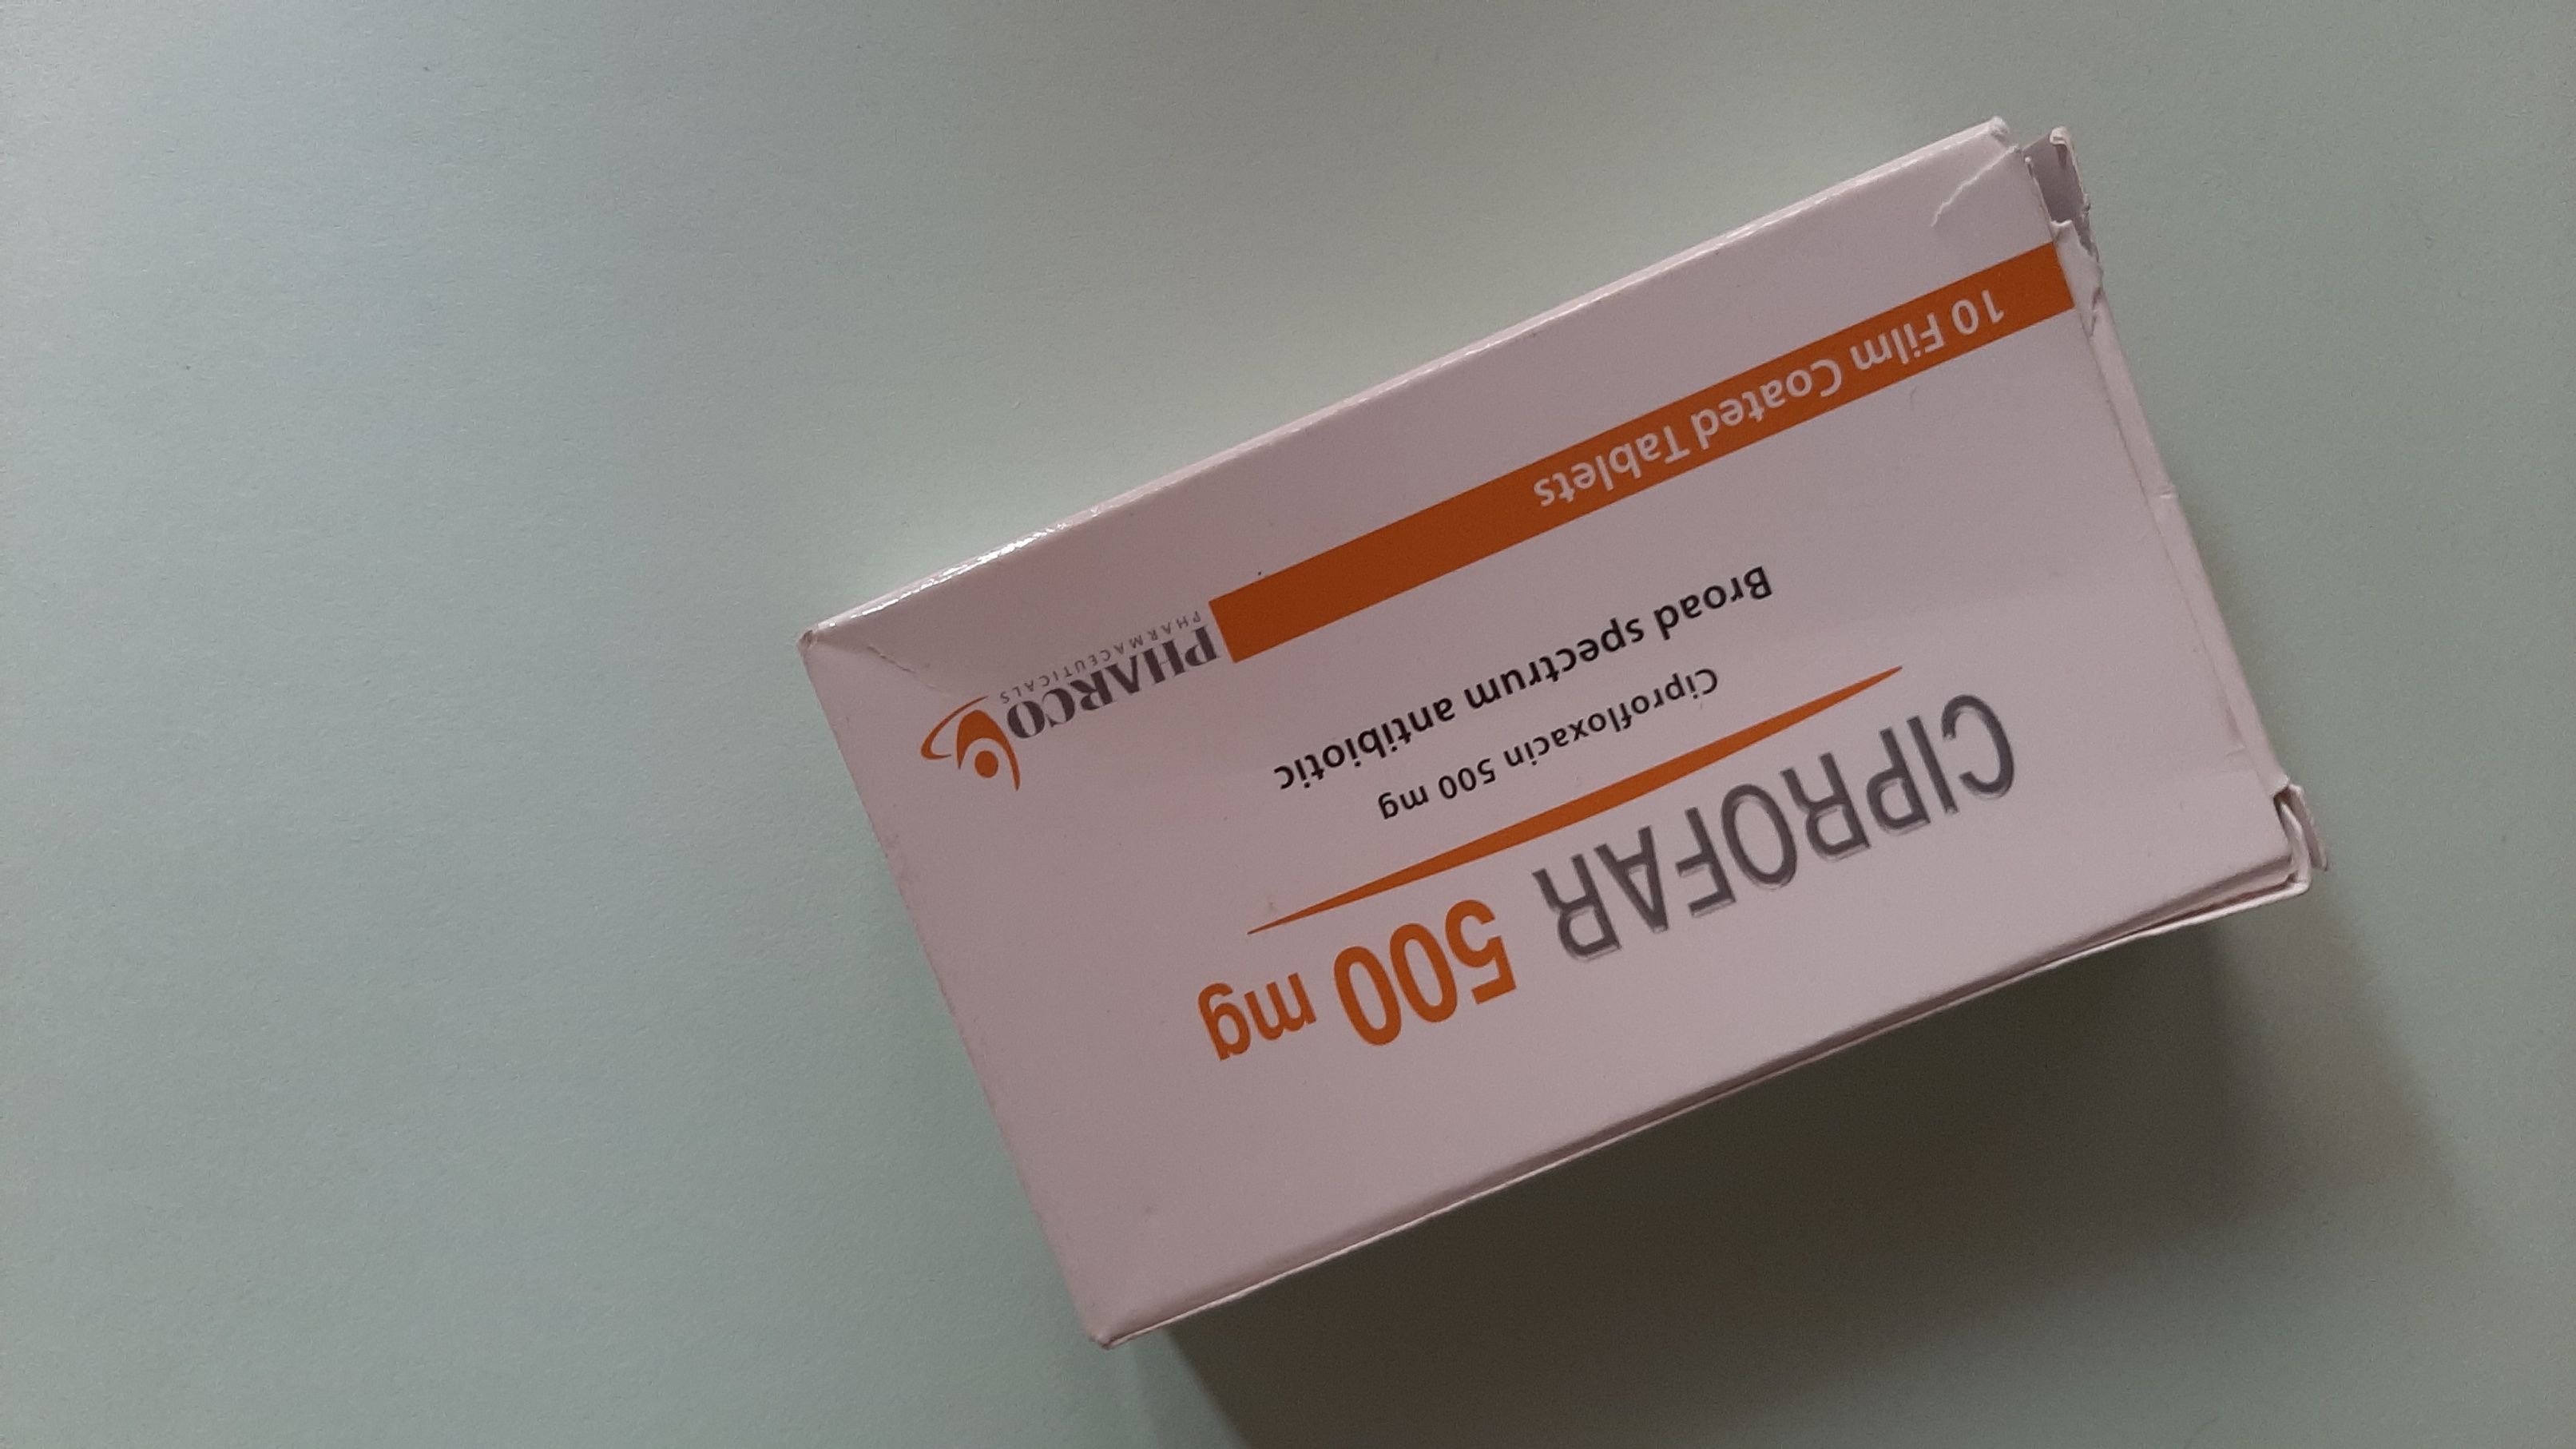 CIPROFAR 500 mg
Ciprofloxacin 500 mg
Broad spectrum antibiotic
10 Film Coated Tablets
PHARCO
PHARMACEUTICALS